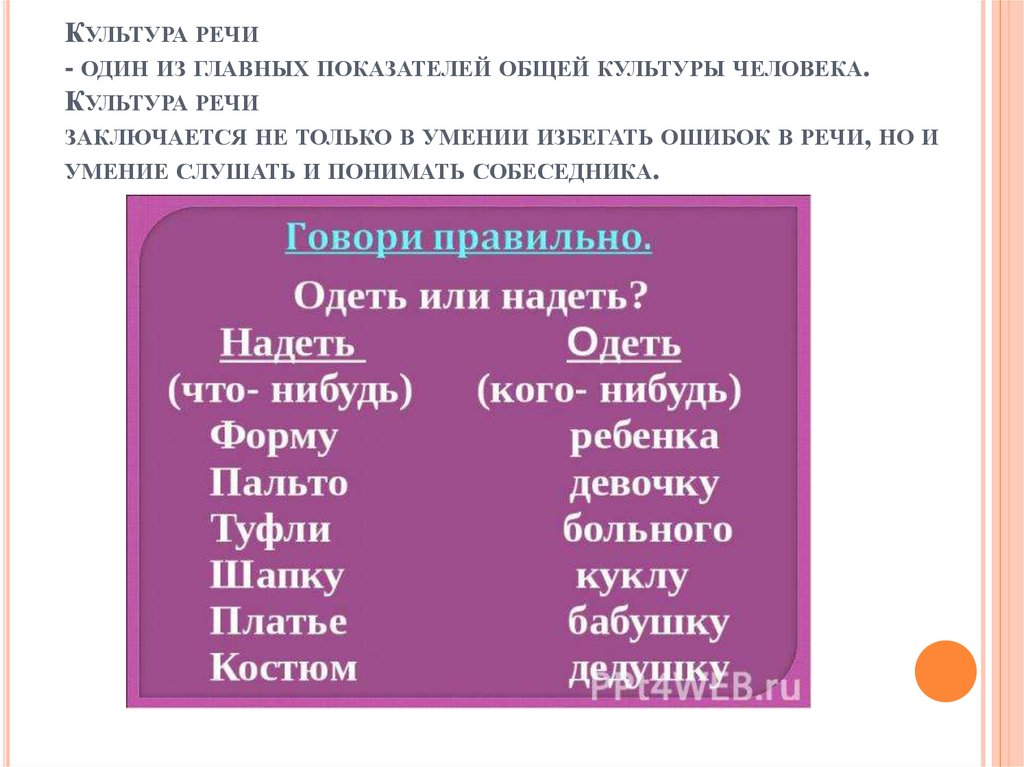 Культура речи
- один из главных показателей общей культуры человека.
Культура речи
заключается не только в умении избегать ошибок в речи, но и
умение слушать и понимать собеседника.
Говори правильно.
Одеть или надеть?
Надеть Одеть
(что- нибудь) (кого- нибудь)
Форму ребенка
Пальто девочку
Туфли больного
Шапку куклу
Платье бабушку
Костюм дедушку
PPt4WEB.ru